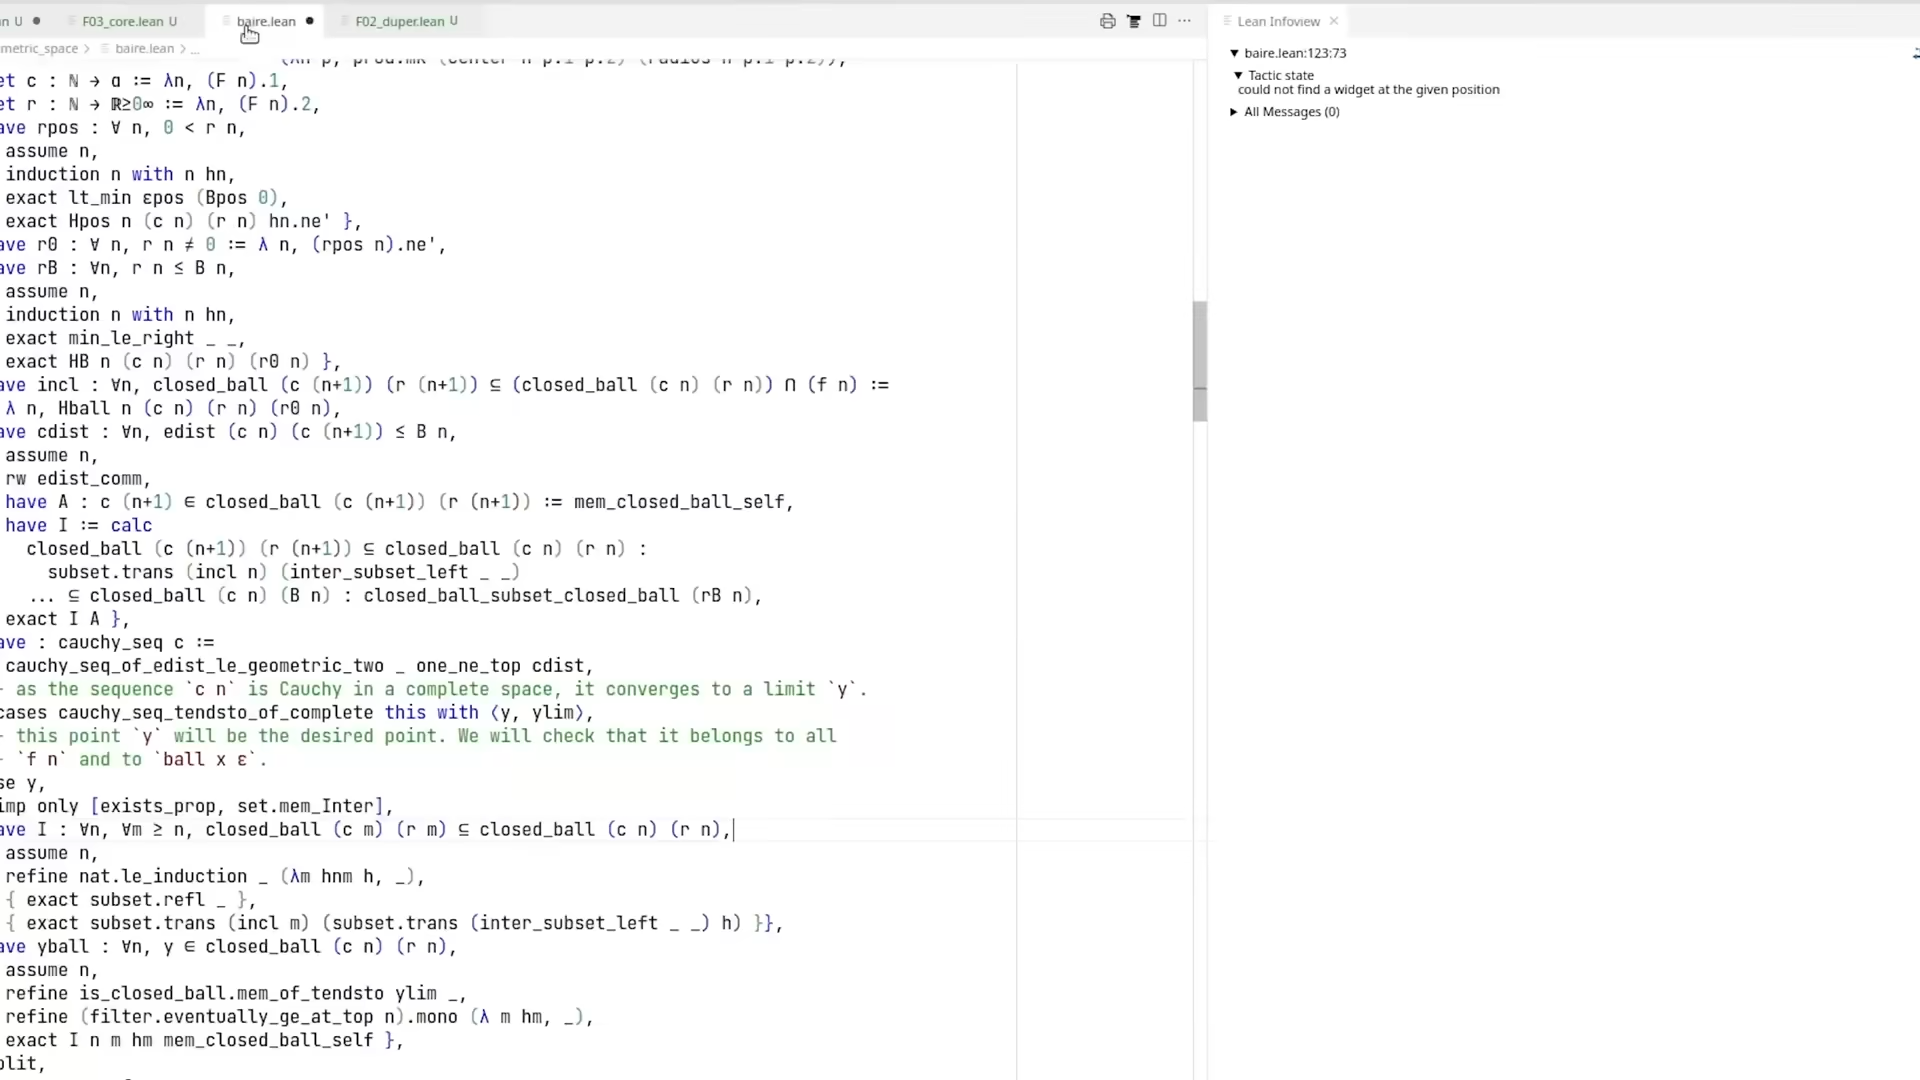 n U ● F03_core.lean U baire.lean ● F02_duper.lean U ··· Lean Infoview ×
metric_space > baire.lean > ...
(λn p, prod.mk (center n p.1 p.2) (radius n p.1 p.2)),
et c : ℕ → α := λn, (F n).1,
et r : ℕ → ℝ≥0∞ := λn, (F n).2,
ave rpos : ∀ n, 0 < r n,
assume n,
induction n with n hn,
exact lt_min εpos (Bpos 0),
exact Hpos n (c n) (r n) hn.ne' },
ave r0 : ∀ n, r n ≠ 0 := λ n, (rpos n).ne',
ave rB : ∀n, r n ≤ B n,
assume n,
induction n with n hn,
exact min_le_right _ _,
exact HB n (c n) (r n) (r0 n) },
ave incl : ∀n, closed_ball (c (n+1)) (r (n+1)) ⊆ (closed_ball (c n) (r n)) ∩ (f n) :=
λ n, Hball n (c n) (r n) (r0 n),
ave cdist : ∀n, edist (c n) (c (n+1)) ≤ B n,
assume n,
rw edist_comm,
have A : c (n+1) ∈ closed_ball (c (n+1)) (r (n+1)) := mem_closed_ball_self,
have I := calc
closed_ball (c (n+1)) (r (n+1)) ⊆ closed_ball (c n) (r n) :
subset.trans (incl n) (inter_subset_left _ _)
... ⊆ closed_ball (c n) (B n) : closed_ball_subset_closed_ball (rB n),
exact I A },
ave : cauchy_seq c :=
cauchy_seq_of_edist_le_geometric_two _ one_ne_top cdist,
- as the sequence `c n` is Cauchy in a complete space, it converges to a limit `y`.
cases cauchy_seq_tendsto_of_complete this with ⟨y, ylim⟩,
- this point `y` will be the desired point. We will check that it belongs to all
- `f n` and to `ball x ε`.
se y,
imp only [exists_prop, set.mem_Inter],
ave I : ∀n, ∀m ≥ n, closed_ball (c m) (r m) ⊆ closed_ball (c n) (r n),
assume n,
refine nat.le_induction _ (λm hnm h, _),
{ exact subset.refl _ },
{ exact subset.trans (incl m) (subset.trans (inter_subset_left _ _) h) }},
ave yball : ∀n, y ∈ closed_ball (c n) (r n),
assume n,
refine is_closed_ball.mem_of_tendsto ylim _,
refine (filter.eventually_ge_at_top n).mono (λ m hm, _),
exact I n m hm mem_closed_ball_self },
plit,
▼ baire.lean:123:73
▼ Tactic state
could not find a widget at the given position
▶ All Messages (0)